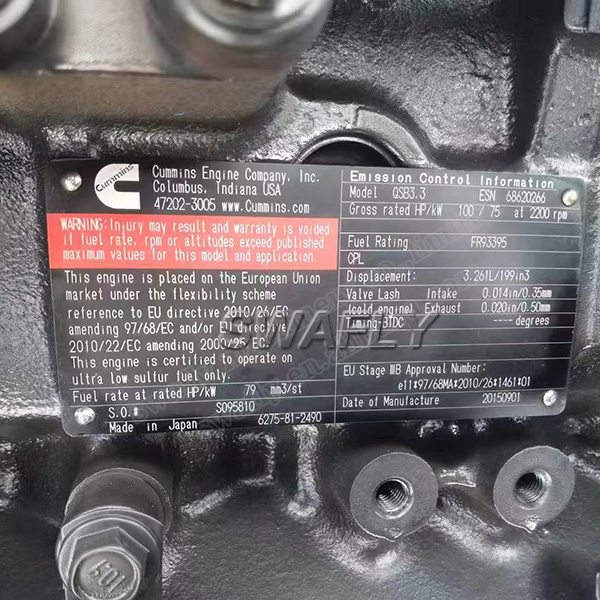 Cummins
Cummins Engine Company, Inc.
Columbus, Indiana USA
47202-3005 www.Cummins.com
WARNING: Injury may result and warranty is voided
if fuel rate, rpm or altitudes exceed published
maximum values for this model and application.
This engine is placed on the European Union
market under the flexibility scheme
reference to EU directive 2010/26/EC
amending 97/68/EC and/or EU directive
2010/22/EC amending 2000/25/EC.
This engine is certified to operate on
ultra low sulfur fuel only.
Fuel rate at rated HP/kW 79 mm3/st
S.O.# SO95810
Made in Japan 6275-81-2490
Emission Control Information
Model QSB3.3 ESN 68620266
Gross rated HP/kW 100 / 75 at 2200 rpm
Fuel Rating FR93395
CPL
Displacement: 3.261L/199in3
Valve Lash Intake 0.014in/0.35mm
(cold engine) Exhaust 0.020in/0.50mm
Timing-BTDC ---- degrees
EU Stage IIIB Approval Number:
e11*97/68MA*2010/26*1461*01
Date of Manufacture 20150901
SWAFLY
10.9